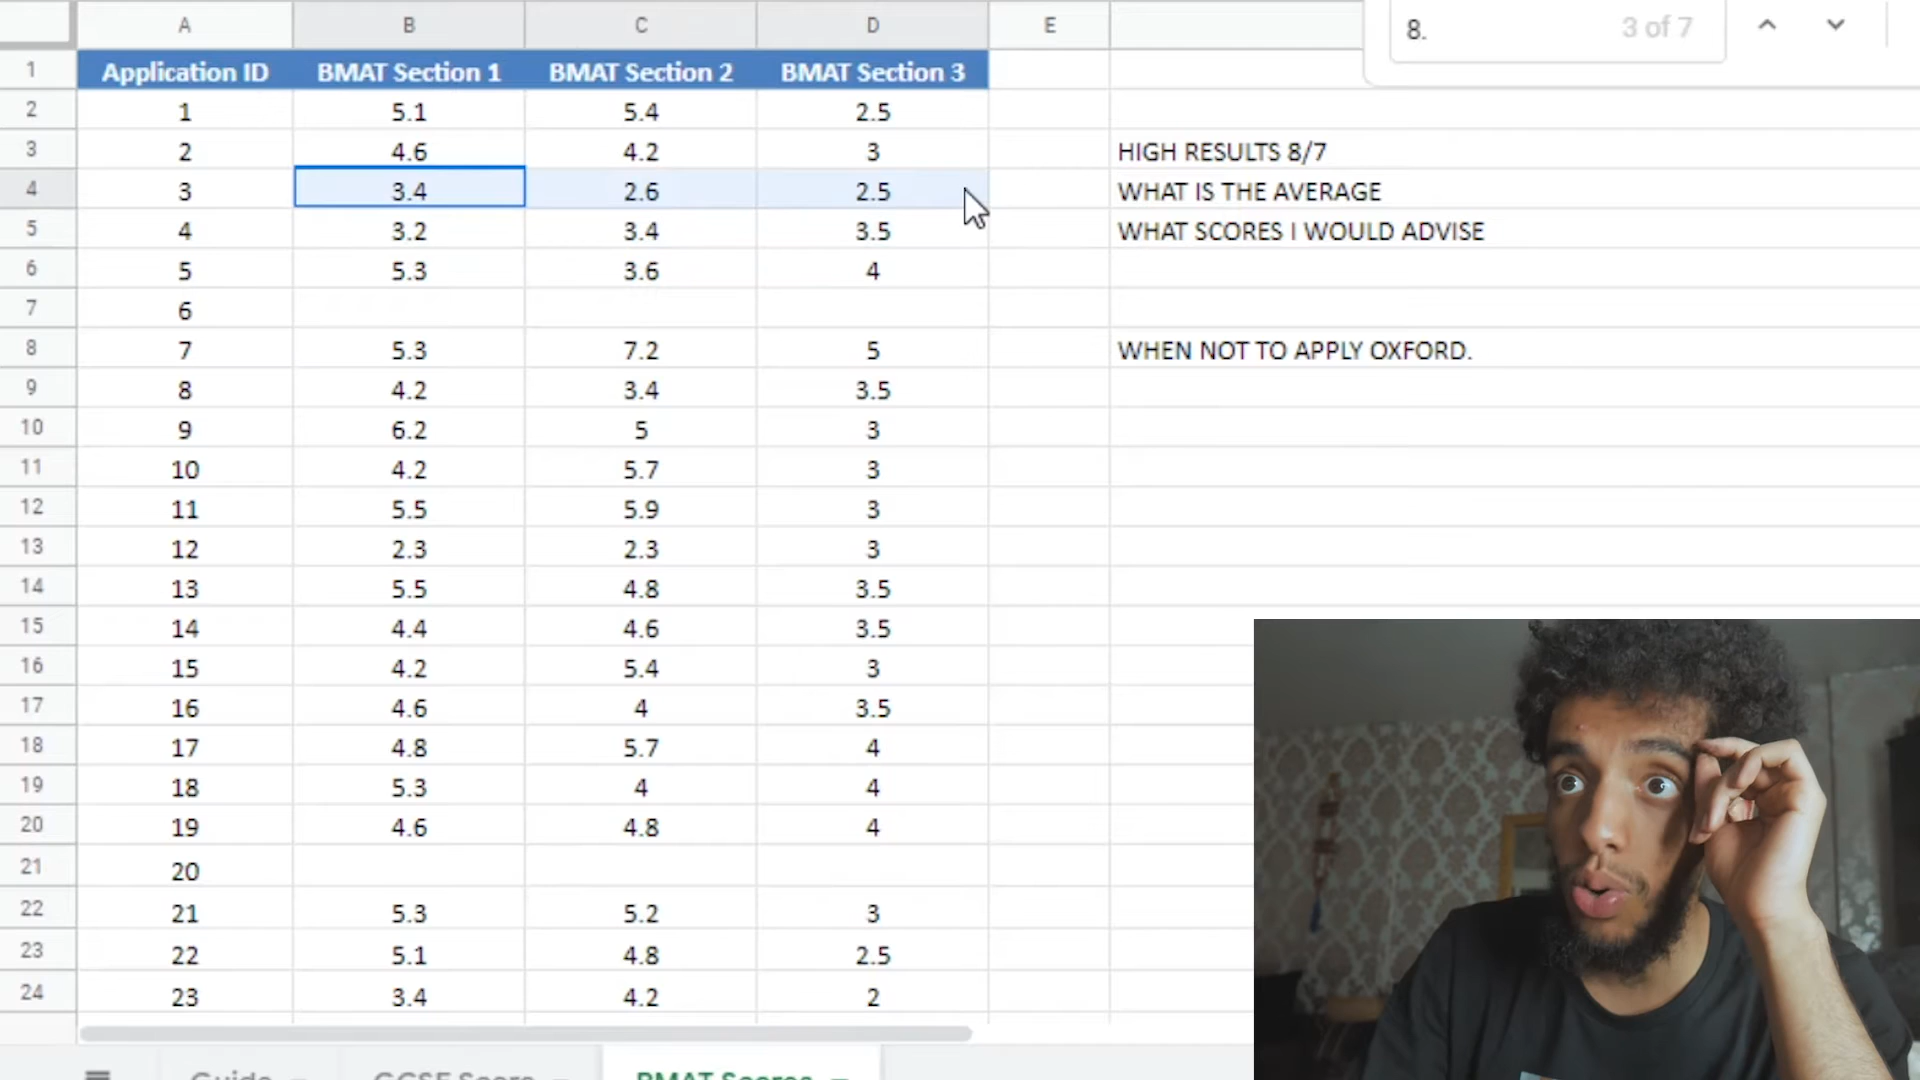 A B C D E
8. 3 of 7
1 Application ID BMAT Section 1 BMAT Section 2 BMAT Section 3
2 1 5.1 5.4 2.5
3 2 4.6 4.2 3 HIGH RESULTS 8/7
4 3 3.4 2.6 2.5 WHAT IS THE AVERAGE
5 4 3.2 3.4 3.5 WHAT SCORES I WOULD ADVISE
6 5 5.3 3.6 4
7 6
8 7 5.3 7.2 5 WHEN NOT TO APPLY OXFORD.
9 8 4.2 3.4 3.5
10 9 6.2 5 3
11 10 4.2 5.7 3
12 11 5.5 5.9 3
13 12 2.3 2.3 3
14 13 5.5 4.8 3.5
15 14 4.4 4.6 3.5
16 15 4.2 5.4 3
17 16 4.6 4 3.5
18 17 4.8 5.7 4
19 18 5.3 4 4
20 19 4.6 4.8 4
21 20
22 21 5.3 5.2 3
23 22 5.1 4.8 2.5
24 23 3.4 4.2 2
Guide GCSE Score BMAT Scores